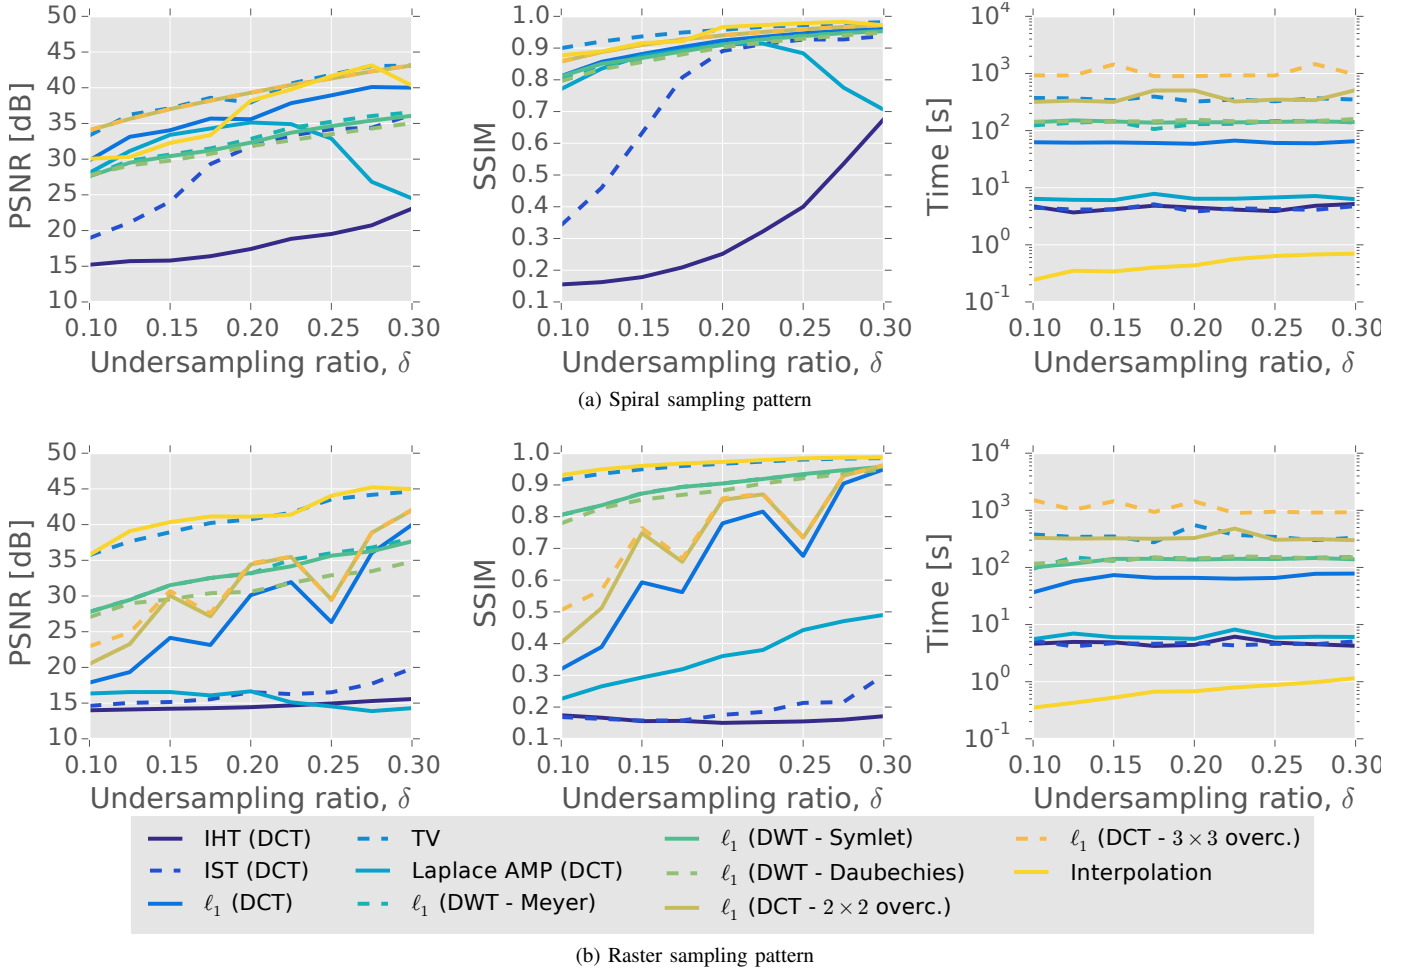 50
45
40
35
30
25
20
15
10
PSNR [dB]
0.10 0.15 0.20 0.25 0.30
Undersampling ratio, δ
1.0
0.9
0.8
0.7
0.6
0.5
0.4
0.3
0.2
0.1
SSIM
0.10 0.15 0.20 0.25 0.30
Undersampling ratio, δ
10^4
10^3
10^2
10^1
10^0
10^-1
Time [s]
0.10 0.15 0.20 0.25 0.30
Undersampling ratio, δ
(a) Spiral sampling pattern
50
45
40
35
30
25
20
15
10
PSNR [dB]
0.10 0.15 0.20 0.25 0.30
Undersampling ratio, δ
1.0
0.9
0.8
0.7
0.6
0.5
0.4
0.3
0.2
0.1
SSIM
0.10 0.15 0.20 0.25 0.30
Undersampling ratio, δ
10^4
10^3
10^2
10^1
10^0
10^-1
Time [s]
0.10 0.15 0.20 0.25 0.30
Undersampling ratio, δ
IHT (DCT)
IST (DCT)
ℓ₁ (DCT)
TV
Laplace AMP (DCT)
ℓ₁ (DWT - Meyer)
ℓ₁ (DWT - Symlet)
ℓ₁ (DWT - Daubechies)
ℓ₁ (DCT - 2×2 overc.)
ℓ₁ (DCT - 3×3 overc.)
Interpolation
(b) Raster sampling pattern